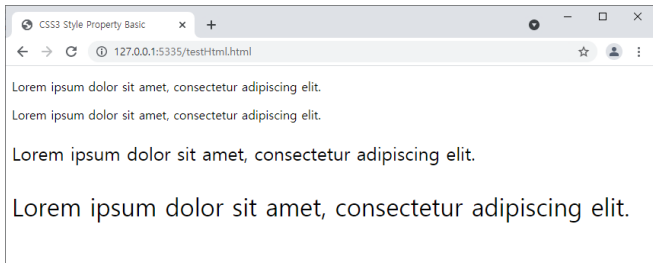 CSS3 Style Property Basic
127.0.0.1:5335/testHtml.html
Lorem ipsum dolor sit amet, consectetur adipiscing elit.
Lorem ipsum dolor sit amet, consectetur adipiscing elit.
Lorem ipsum dolor sit amet, consectetur adipiscing elit.
Lorem ipsum dolor sit amet, consectetur adipiscing elit.